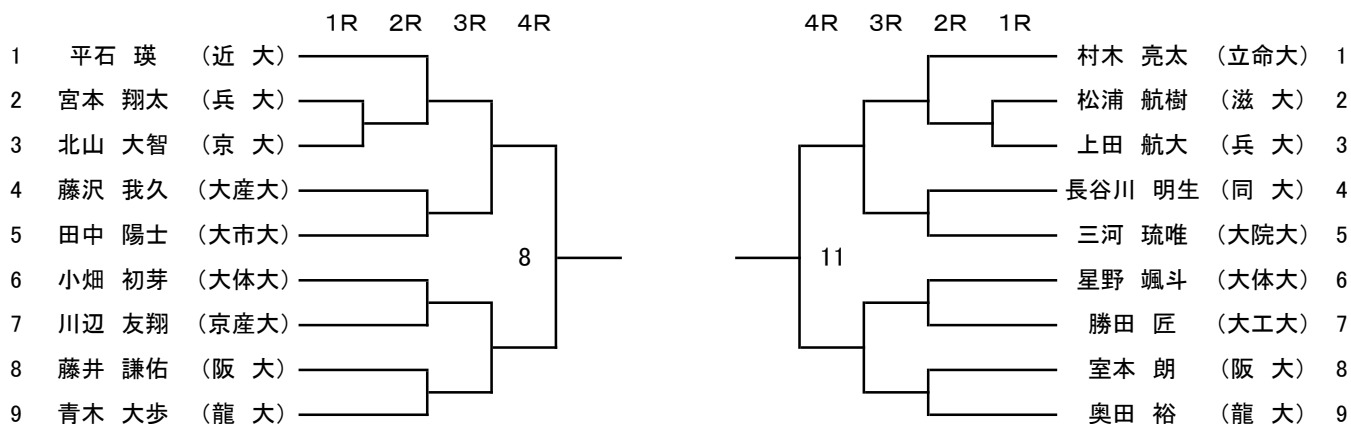 1R 2R 3R 4R
1 平石 瑛 (近 大)
2 宮本 翔太 (兵 大)
3 北山 大智 (京 大)
4 藤沢 我久 (大産大)
5 田中 陽士 (大市大)
6 小畑 初芽 (大体大)
7 川辺 友翔 (京産大)
8 藤井 謙佑 (阪 大)
9 青木 大歩 (龍 大)
8
4R 3R 2R 1R
村木 亮太 (立命大) 1
松浦 航樹 (滋 大) 2
上田 航大 (兵 大) 3
長谷川 明生 (同 大) 4
三河 琉唯 (大院大) 5
星野 颯斗 (大体大) 6
勝田 匠 (大工大) 7
室本 朗 (阪 大) 8
奥田 裕 (龍 大) 9
11